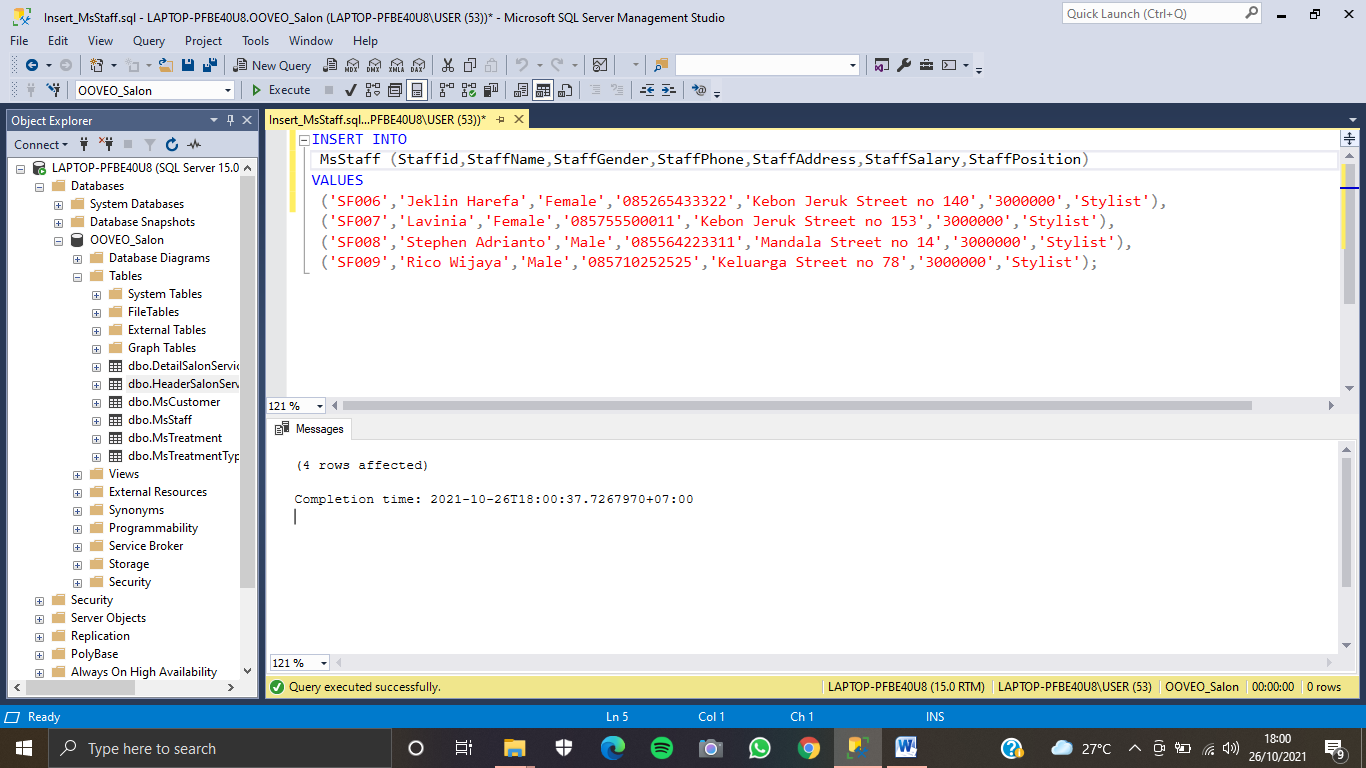 Insert_MsStaff.sql - LAPTOP-PFBE40U8.OOVEO_Salon (LAPTOP-PFBE40U8\USER (53))* - Microsoft SQL Server Management Studio
Quick Launch (Ctrl+Q)
File Edit View Query Project Tools Window Help
New Query MDX DMX XMLA DAX
OOVEO_Salon Execute
Object Explorer
Insert_MsStaff.sql...PFBE40U8\USER (53))*
Connect
LAPTOP-PFBE40U8 (SQL Server 15.0
Databases
System Databases
Database Snapshots
OOVEO_Salon
Database Diagrams
Tables
System Tables
FileTables
External Tables
Graph Tables
dbo.DetailSalonServic
dbo.HeaderSalonServ
dbo.MsCustomer
dbo.MsStaff
dbo.MsTreatment
dbo.MsTreatmentTyp
Views
External Resources
Synonyms
Programmability
Service Broker
Storage
Security
Security
Server Objects
Replication
PolyBase
Always On High Availability
INSERT INTO
MsStaff (Staffid,StaffName,StaffGender,StaffPhone,StaffAddress,StaffSalary,StaffPosition)
VALUES
('SF006','Jeklin Harefa','Female','085265433322','Kebon Jeruk Street no 140','3000000','Stylist'),
('SF007','Lavinia','Female','085755500011','Kebon Jeruk Street no 153','3000000','Stylist'),
('SF008','Stephen Adrianto','Male','085564223311','Mandala Street no 14','3000000','Stylist'),
('SF009','Rico Wijaya','Male','085710252525','Keluarga Street no 78','3000000','Stylist');
121 %
Messages
(4 rows affected)
Completion time: 2021-10-26T18:00:37.7267970+07:00
121 %
Query executed successfully. LAPTOP-PFBE40U8 (15.0 RTM) LAPTOP-PFBE40U8\USER (53) OOVEO_Salon 00:00:00 0 rows
Ready Ln 5 Col 1 Ch 1 INS
Type here to search
27°C
18:00
26/10/2021
9